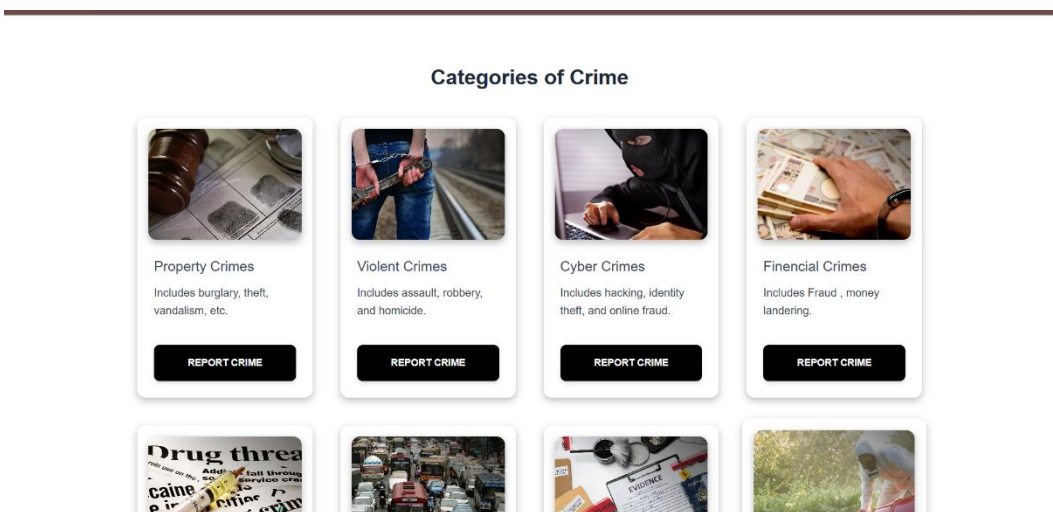 Categories of Crime
Property Crimes
Includes burglary, theft,
vandalism, etc.
REPORT CRIME
Violent Crimes
Includes assault, robbery,
and homicide.
REPORT CRIME
Cyber Crimes
Includes hacking, identity
theft, and online fraud.
REPORT CRIME
Financial Crimes
Includes Fraud , money
landering.
REPORT CRIME
Drug threa
caine
EVIDENCE